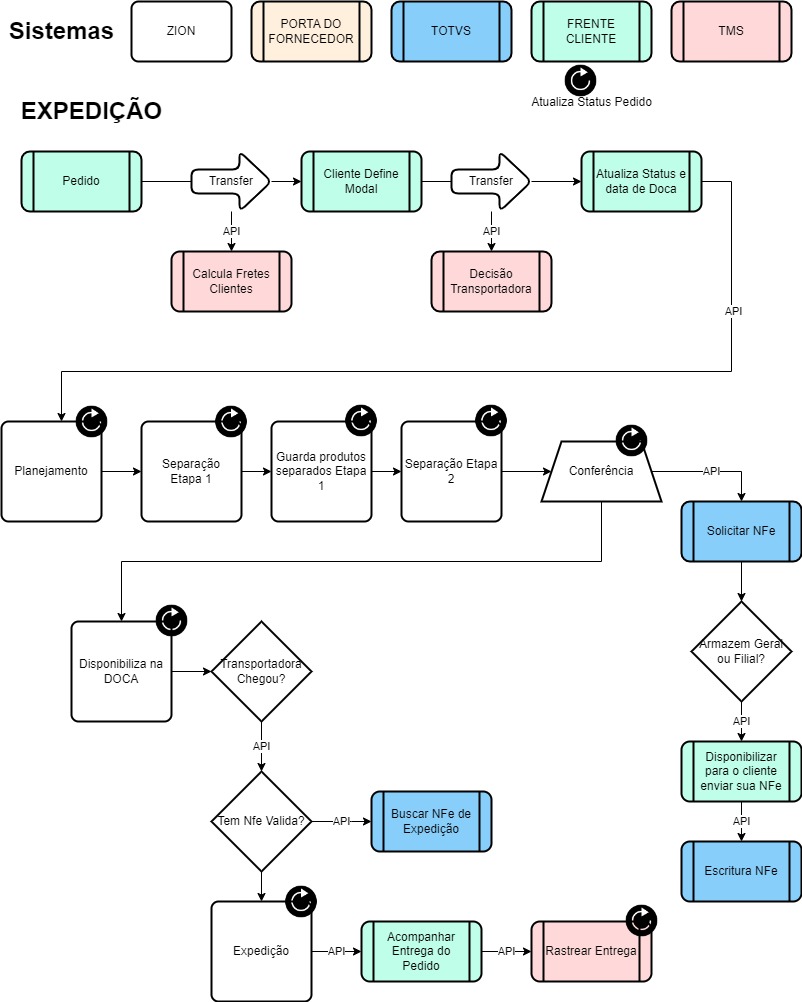 Sistemas
ZION
PORTA DO
FORNECEDOR
TOTVS
FRENTE
CLIENTE
TMS
Atualiza Status Pedido
EXPEDIÇÃO
Pedido
Transfer
Cliente Define
Modal
Transfer
Atualiza Status e
data de Doca
API
API
Calcula Fretes
Clientes
Decisão
Transportadora
API
Planejamento
Separação
Etapa 1
Guarda produtos
separados Etapa
1
Separação Etapa
2
Conferência
API
Solicitar NFe
Disponibiliza na
DOCA
Transportadora
Chegou?
Armazem Geral
ou Filial?
API
API
Disponibilizar
para o cliente
enviar sua NFe
Tem Nfe Valida?
API
Buscar NFe de
Expedição
API
Escritura NFe
Expedição
API
Acompanhar
Entrega do
Pedido
API
Rastrear Entrega